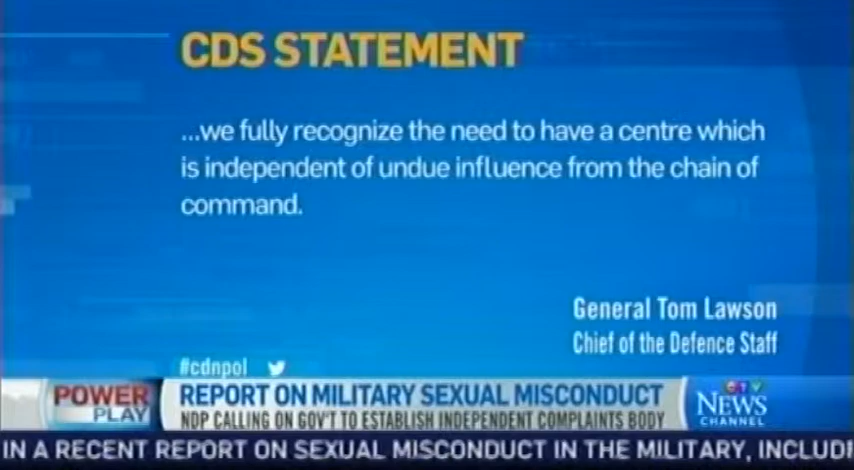 CDS STATEMENT
...we fully recognize the need to have a centre which
is independent of undue influence from the chain of
command.
General Tom Lawson
Chief of the Defence Staff
#cdnpol
POWER
PLAY
REPORT ON MILITARY SEXUAL MISCONDUCT
NDP CALLING ON GOV'T TO ESTABLISH INDEPENDENT COMPLAINTS BODY
CTV
NEWS
CHANNEL
IN A RECENT REPORT ON SEXUAL MISCONDUCT IN THE MILITARY, INCLUDI